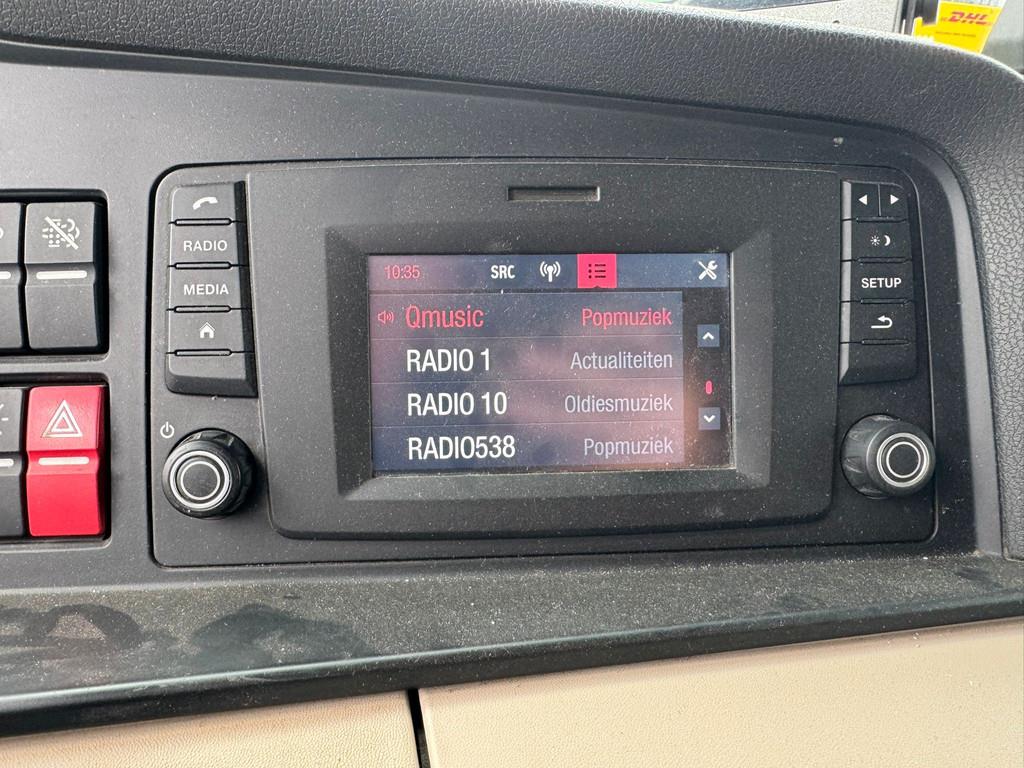 DHL
RADIO
MEDIA
SETUP
10:35 SRC
Qmusic Popmuziek
RADIO 1 Actualiteiten
RADIO 10 Oldiesmuziek
RADIO538 Popmuziek